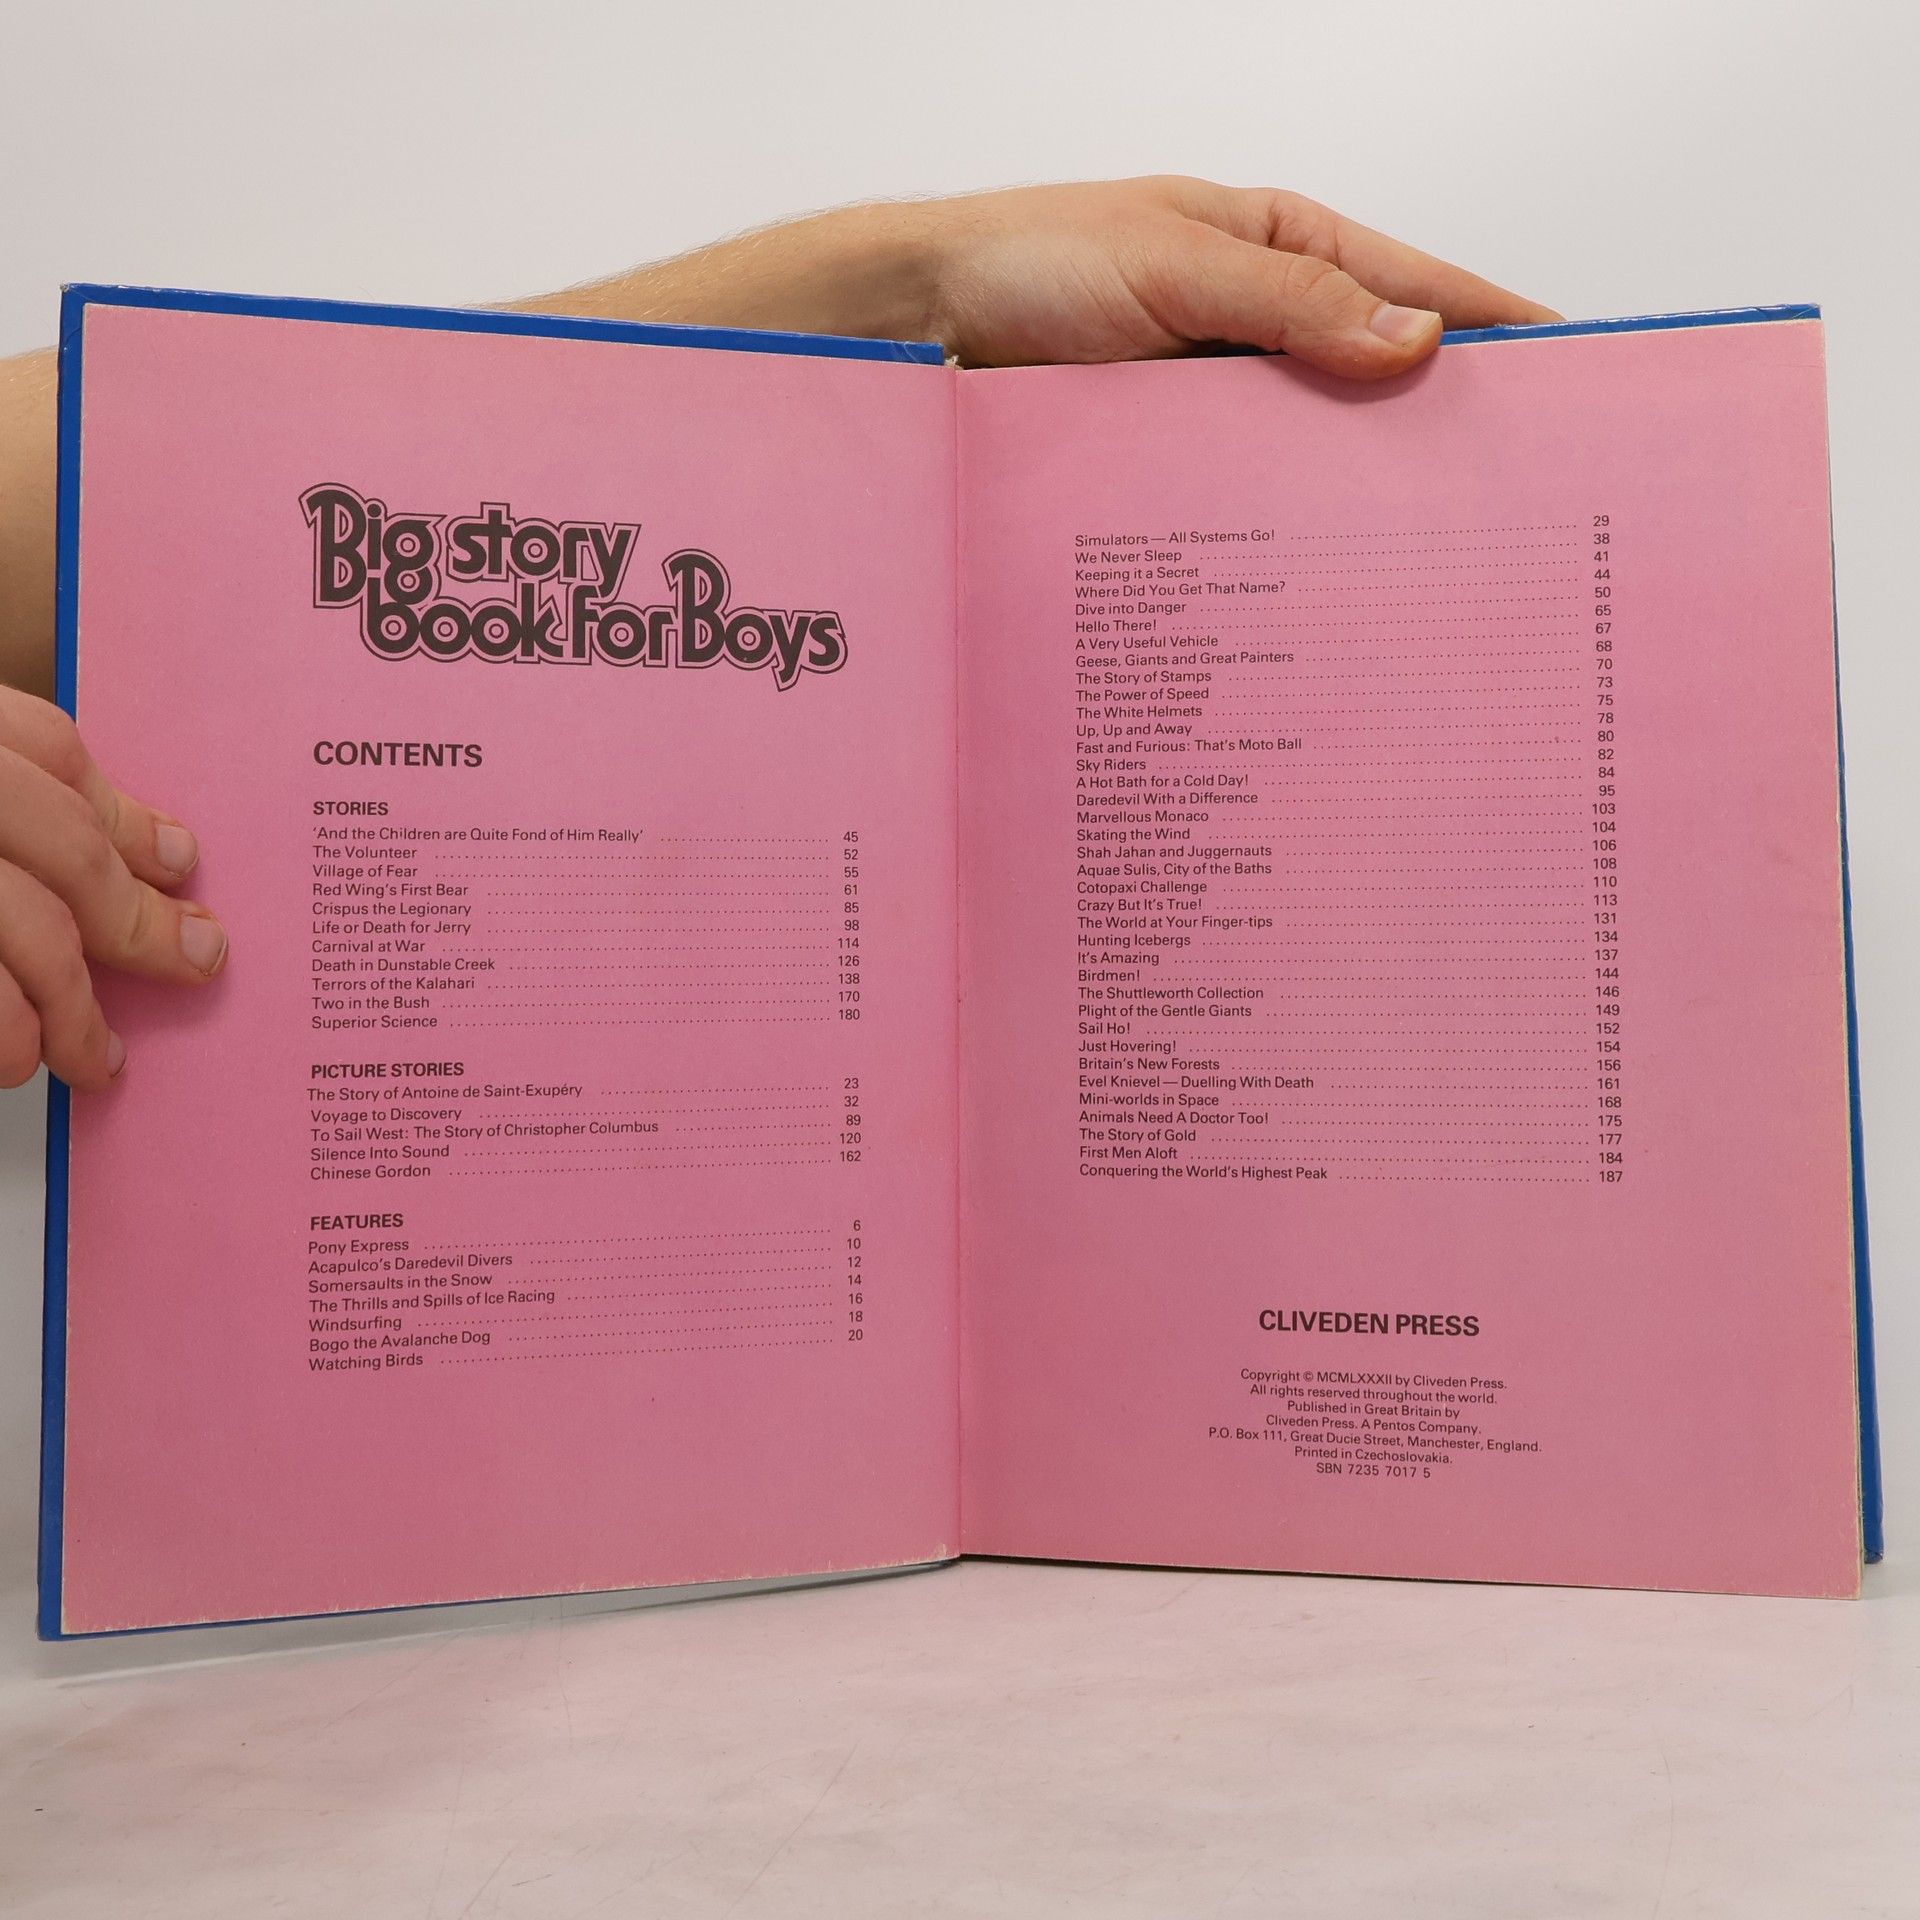 Big story
book for Boys
CONTENTS
STORIES
‘And the Children are Quite Fond of Him Really’ 45
The Volunteer 52
Village of Fear 55
Red Wing’s First Bear 61
Crispus the Legionary 85
Life or Death for Jerry 98
Carnival at War 114
Death in Dunstable Creek 126
Terrors of the Kalahari 138
Two in the Bush 170
Superior Science 180
PICTURE STORIES
The Story of Antoine de Saint-Exupéry 23
Voyage to Discovery 32
To Sail West: The Story of Christopher Columbus 89
Silence Into Sound 120
Chinese Gordon 162
FEATURES
Pony Express 6
Acapulco’s Daredevil Divers 10
Somersaults in the Snow 12
The Thrills and Spills of Ice Racing 14
Windsurfing 16
Bogo the Avalanche Dog 18
Watching Birds 20
Simulators — All Systems Go! 29
We Never Sleep 38
Keeping it a Secret 41
Where Did You Get That Name? 44
Dive into Danger 50
Hello There! 65
A Very Useful Vehicle 67
Geese, Giants and Great Painters 68
The Story of Stamps 70
The Power of Speed 73
The White Helmets 75
Up, Up and Away 78
Fast and Furious: That’s Moto Ball 80
Sky Riders 82
A Hot Bath for a Cold Day! 84
Daredevil With a Difference 95
Marvellous Monaco 103
Skating the Wind 104
Shah Jahan and Juggernauts 106
Aquae Sulis, City of the Baths 108
Cotopaxi Challenge 110
Crazy But It’s True! 113
The World at Your Finger-tips 131
Hunting Icebergs 134
It’s Amazing 137
Birdmen! 144
The Shuttleworth Collection 146
Plight of the Gentle Giants 149
Sail Ho! 152
Just Hovering! 154
Britain’s New Forests 156
Evel Knievel — Duelling With Death 161
Mini-worlds in Space 168
Animals Need A Doctor Too! 175
The Story of Gold 177
First Men Aloft 184
Conquering the World’s Highest Peak 187
CLIVEDEN PRESS
Copyright © MCMLXXXII by Cliveden Press.
All rights reserved throughout the world.
Published in Great Britain by
Cliveden Press. A Pentos Company.
P.O. Box 111, Great Ducie Street, Manchester, England.
Printed in Czechoslovakia.
SBN 7235 7017 5